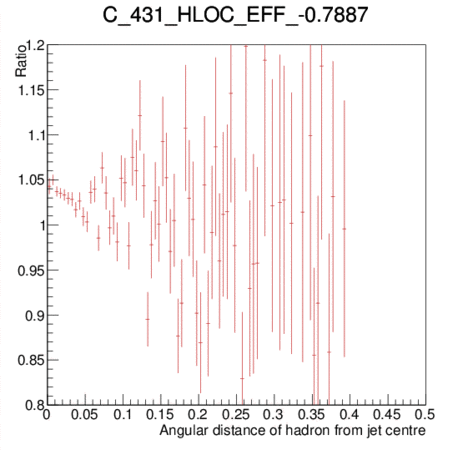 C_431_HLOC_EFF_-0.7887
Ratio
1.2
1.15
1.1
1.05
1
0.95
0.9
0.85
0.8
0 0.05 0.1 0.15 0.2 0.25 0.3 0.35 0.4 0.45 0.5
Angular distance of hadron from jet centre